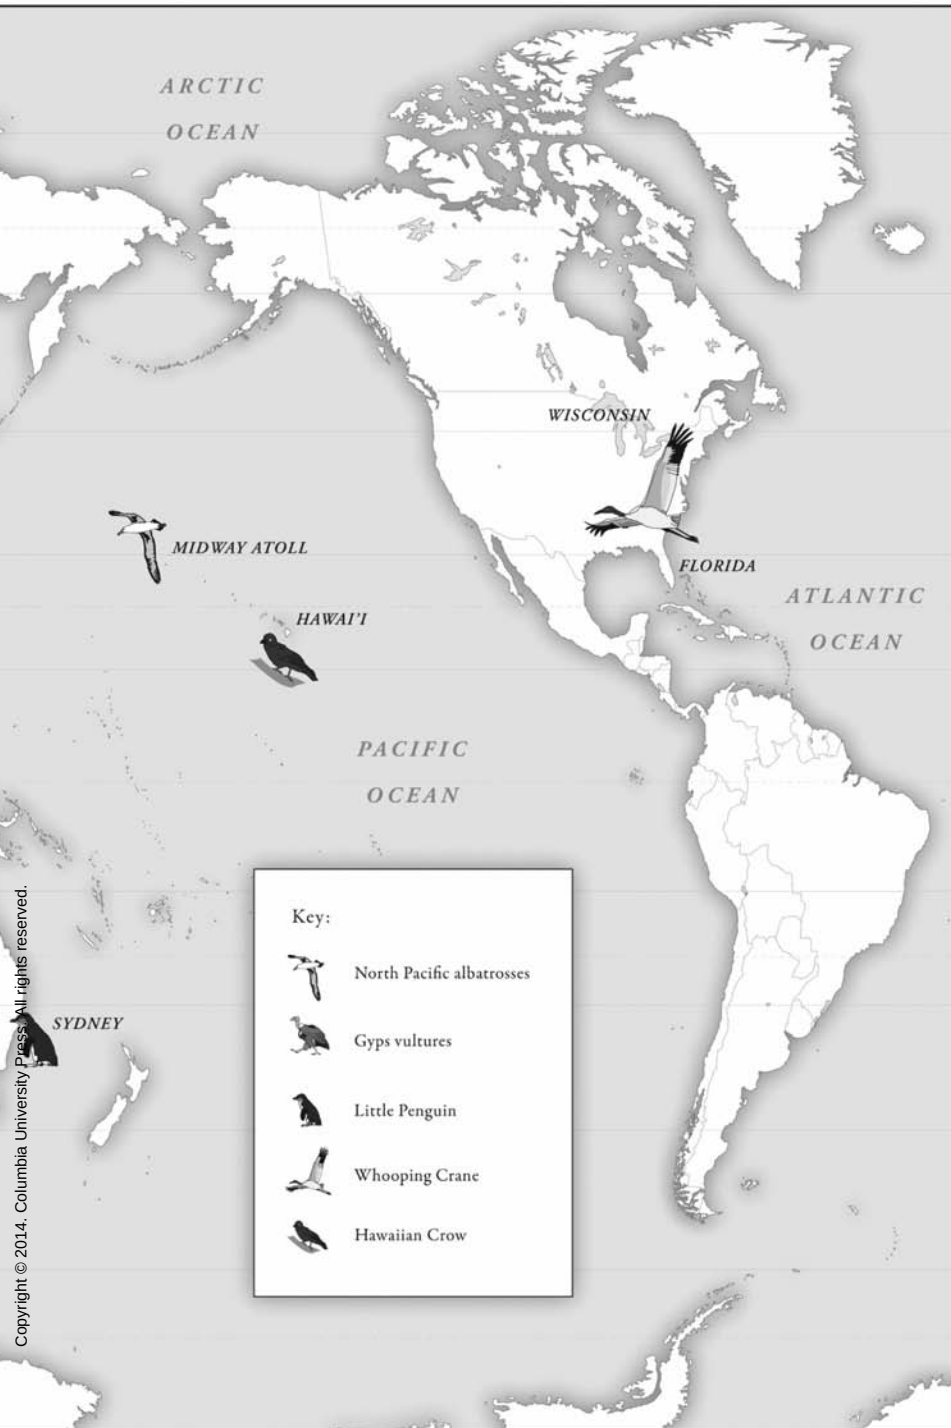 ARCTIC
OCEAN
WISCONSIN
MIDWAY ATOLL
FLORIDA
ATLANTIC
OCEAN
HAWAI’I
PACIFIC
OCEAN
Key:
North Pacific albatrosses
SYDNEY
Gyps vultures
Little Penguin
Whooping Crane
Hawaiian Crow
Copyright © 2014. Columbia University Press. All rights reserved.